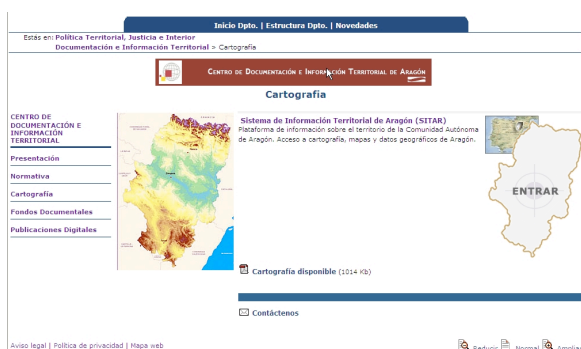 Inicio Dpto. | Estructura Dpto. | Novedades
Estás en: Política Territorial, Justicia e Interior
Documentación e Información Territorial > Cartografía
CENTRO DE DOCUMENTACIÓN E INFORMACIÓN TERRITORIAL DE ARAGÓN
Cartografía
CENTRO DE
DOCUMENTACIÓN E
INFORMACIÓN
TERRITORIAL
Presentación
Normativa
Cartografía
Fondos Documentales
Publicaciones Digitales
Sistema de Información Territorial de Aragón (SITAR)
Plataforma de información sobre el territorio de la Comunidad Autónoma
de Aragón. Acceso a cartografía, mapas y datos geográficos de Aragón.
ENTRAR
Cartografía disponible (1014 Kb)
Contáctenos
Aviso legal | Política de privacidad | Mapa web
Reducir Normal Amplia